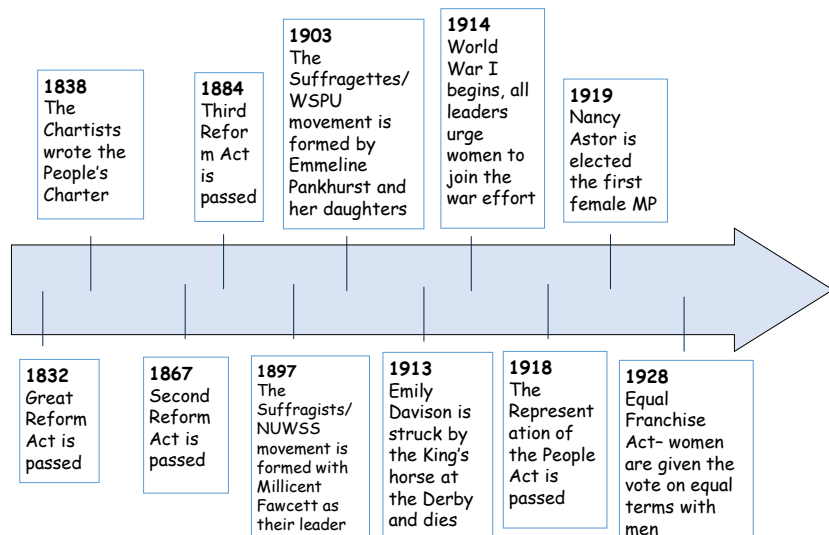 1838
The
Chartists
wrote the
People's
Charter
1884
Third
Refor
m Act
is
passed
1903
The
Suffragettes/
WSPU
movement is
formed by
Emmeline
Pankhurst and
her daughters
1914
World
War I
begins, all
leaders
urge
women to
join the
war effort
1919
Nancy
Astor is
elected
the first
female MP
1832
Great
Reform
Act is
passed
1867
Second
Reform
Act is
passed
1897
The
Suffragists/
NUWSS
movement is
formed with
Millicent
Fawcett as
their leader
1913
Emily
Davison is
struck by
the King's
horse at
the Derby
and dies
1918
The
Represent
ation of
the People
Act is
passed
1928
Equal
Franchise
Act– women
are given the
vote on equal
terms with
men